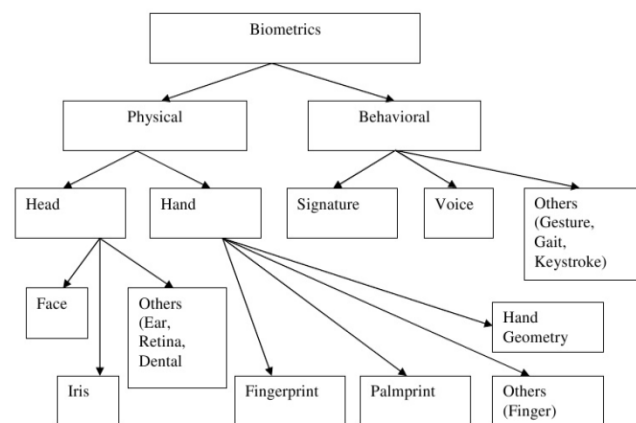 Biometrics
Physical
Behavioral
Head
Hand
Signature
Voice
Others
(Gesture,
Gait,
Keystroke)
Face
Others
(Ear,
Retina,
Dental
Hand
Geometry
Iris
Fingerprint
Palmprint
Others
(Finger)